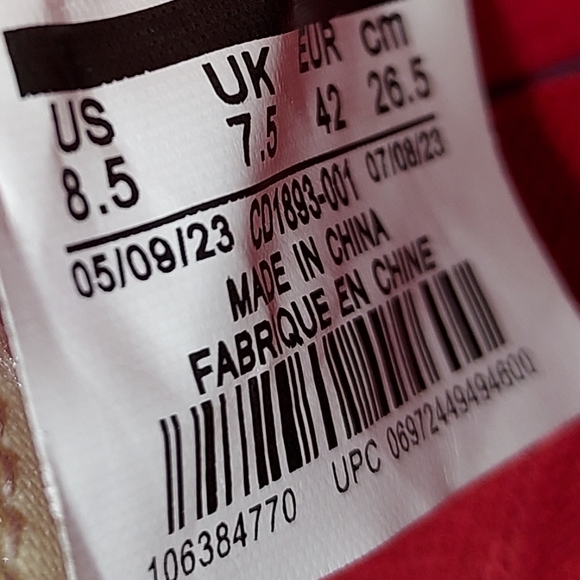 US UK EUR cm
8.5 7.5 42 26.5
05/09/23 CD1893-001 07/08/23
MADE IN CHINA
FABRIQUE EN CHINE
106384770 UPC 06972449494600